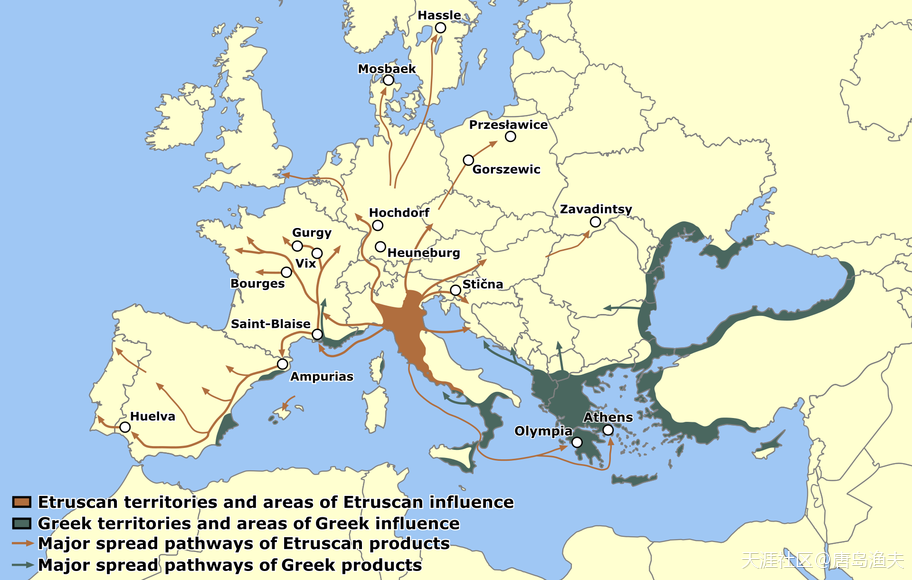 Hassle
Mosbaek
Przesławice
Gorszewic
Zavadintsy
Hochdorf
Gurgy
Heuneburg
Vix
Bourges
Stična
Saint-Blaise
Ampurias
Huelva
Athens
Olympia
Etruscan territories and areas of Etruscan influence
Greek territories and areas of Greek influence
Major spread pathways of Etruscan products
Major spread pathways of Greek products
天涯社区@唐岛渔夫